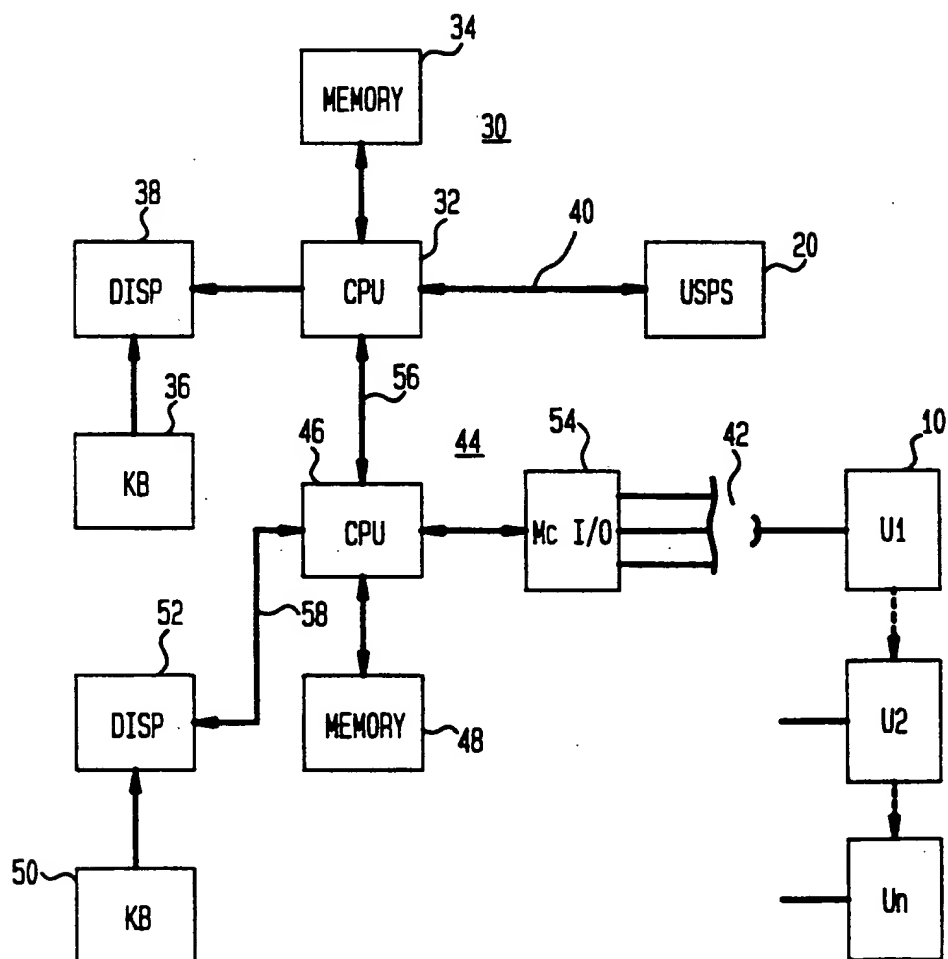 34
MEMORY
30
38
32
40
20
DISP
CPU
USPS
36
56
KB
46
44
54
42
10
CPU
Mc I/O
U1
52
58
DISP
MEMORY
48
U2
50
KB
Un